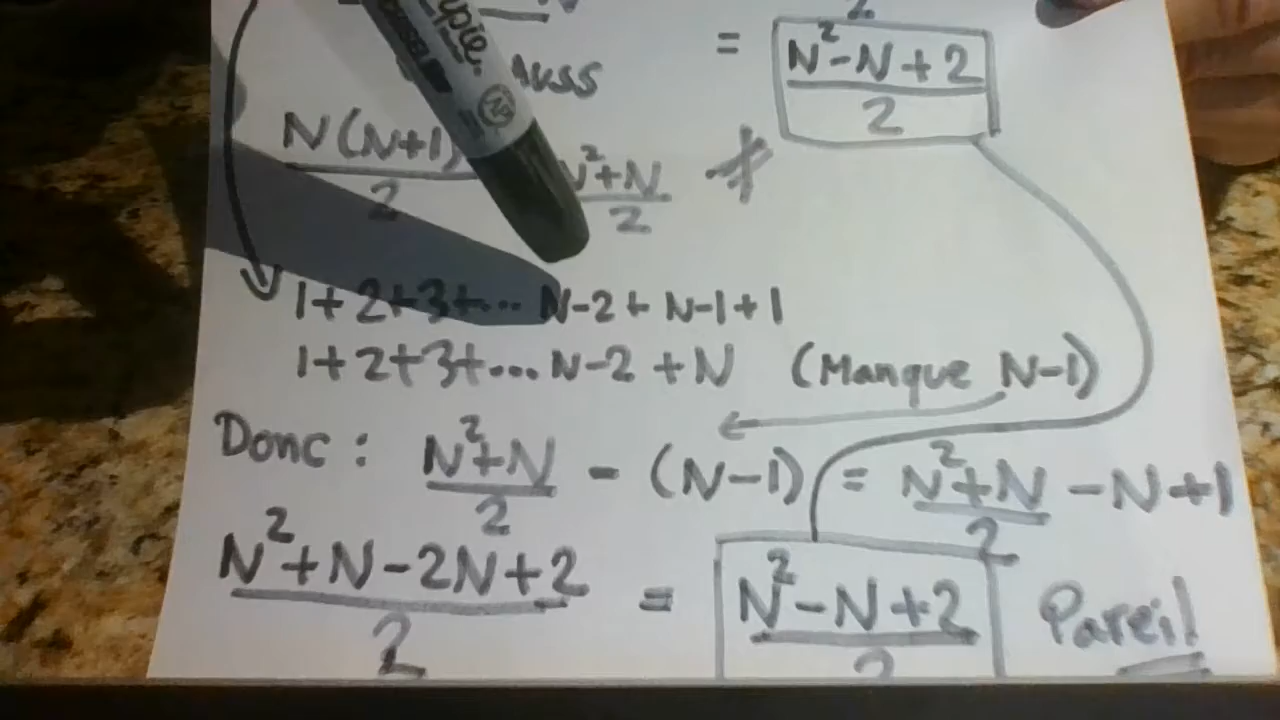 = N²-N+2
2
AUSS
N(N+1)
2
N²+N
2
1+2+3+... N-2+ N-1+1
1+2+3+... N-2 +N (Manque N-1)
Donc : N²+N
2
- (N-1) = N²+N
2
-N+1
N²+N-2N+2
2
= N²-N+2
2
Pareil